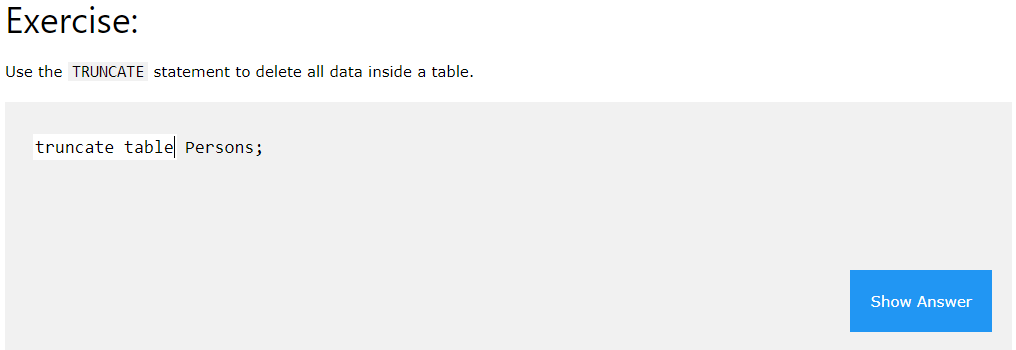 Exercise:
Use the TRUNCATE statement to delete all data inside a table.
truncate table Persons;
Show Answer